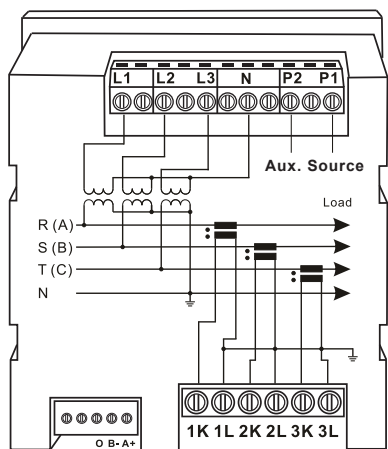 L1 L2 L3 N P2 P1
Aux. Source
Load
R (A)
S (B)
T (C)
N
1K 1L 2K 2L 3K 3L
O B- A+